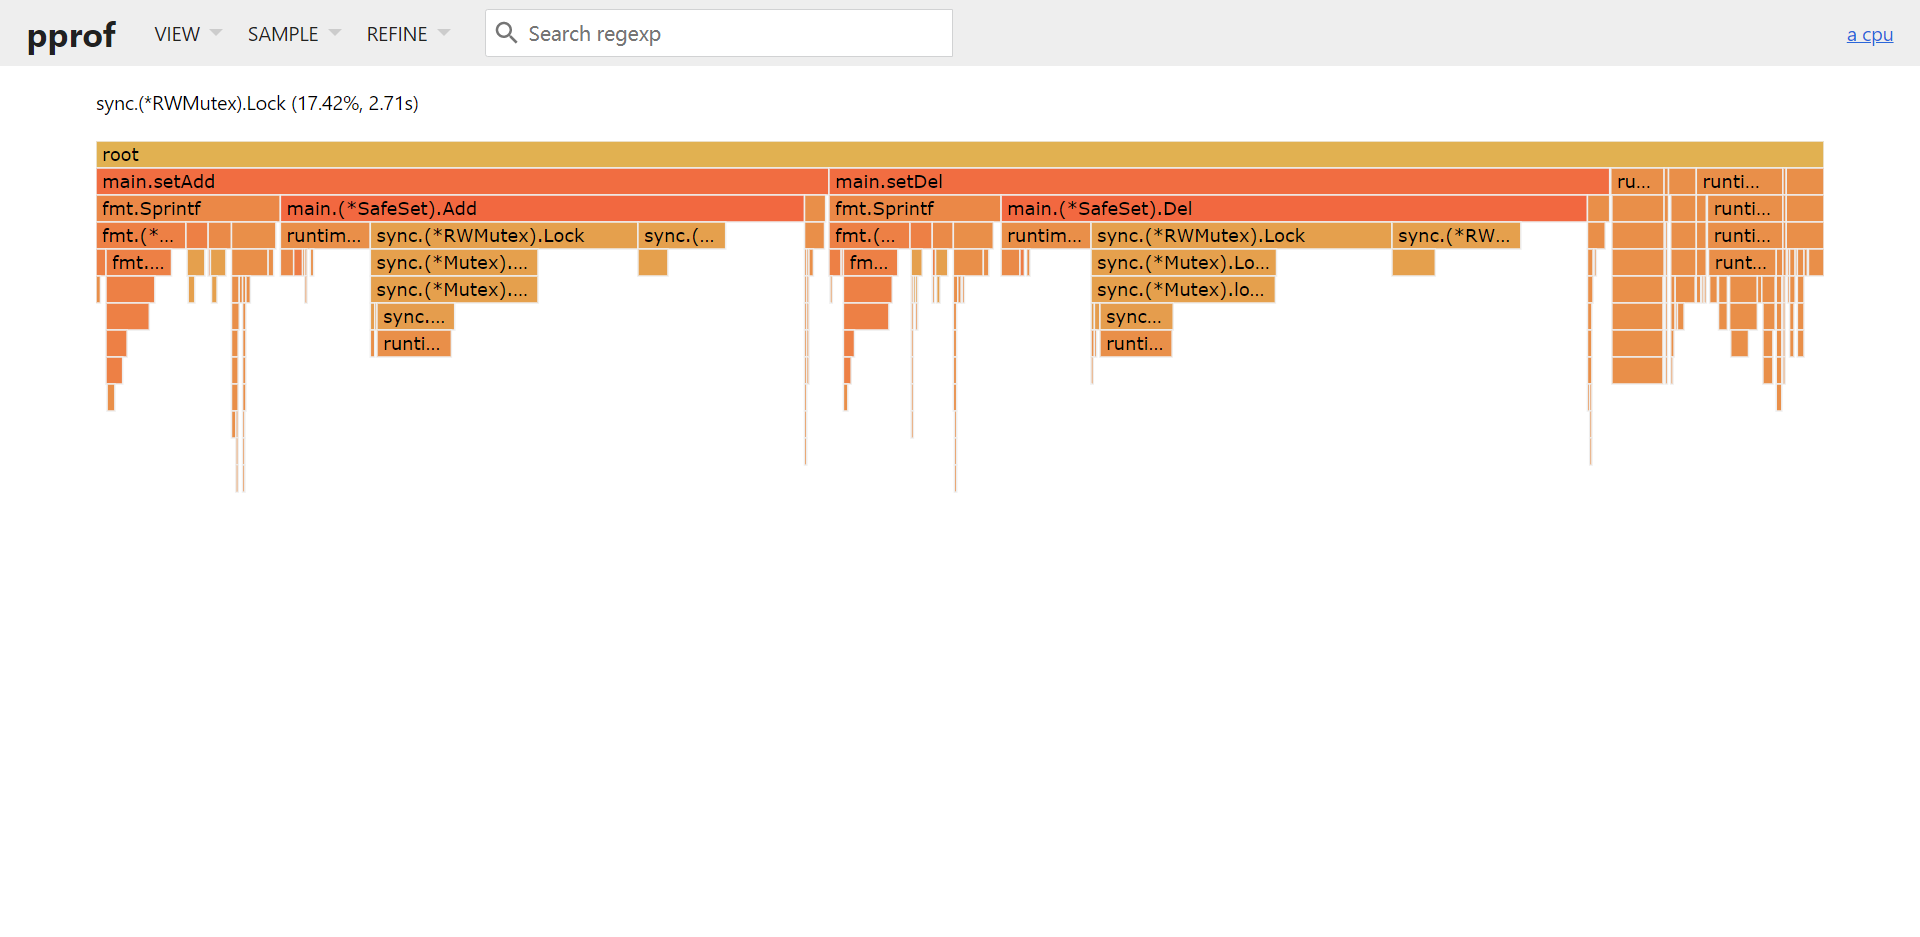 pprof VIEW SAMPLE REFINE Search regexp a cpu
sync.(*RWMutex).Lock (17.42%, 2.71s)
root
main.setAdd main.setDel ru... runti...
fmt.Sprintf main.(*SafeSet).Add fmt.Sprintf main.(*SafeSet).Del runti...
fmt.(*... runtim... sync.(*RWMutex).Lock sync.(... fmt.(... runtim... sync.(*RWMutex).Lock sync.(*RW... runti...
fmt.... sync.(*Mutex).... fm... sync.(*Mutex).Lo... runt...
sync.(*Mutex).... sync.(*Mutex).lo...
sync.... sync...
runti... runti...